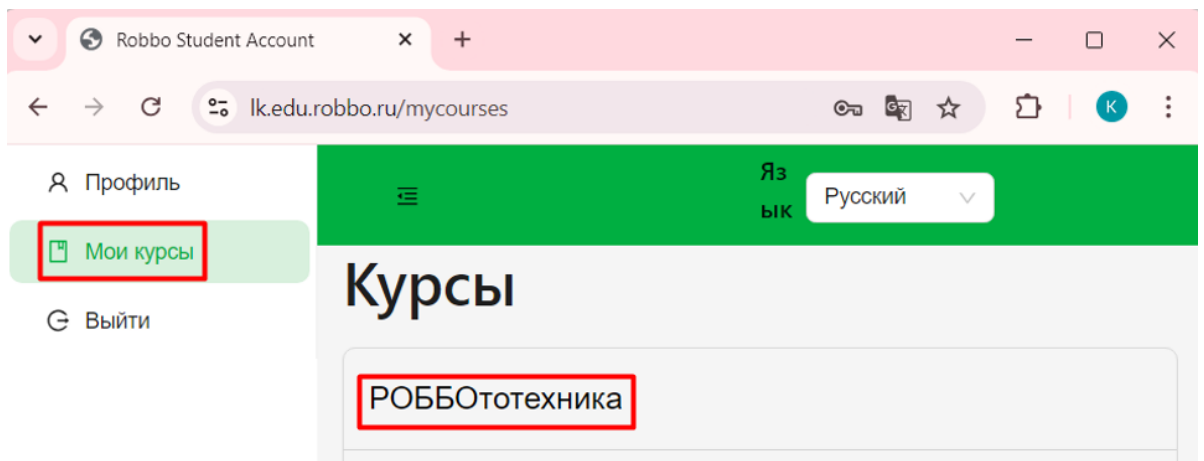 Robbo Student Account
lk.edu.robbo.ru/mycourses
K
Профиль
Яз
ык
Русский
Мои курсы
Курсы
Выйти
РОББОтотехника